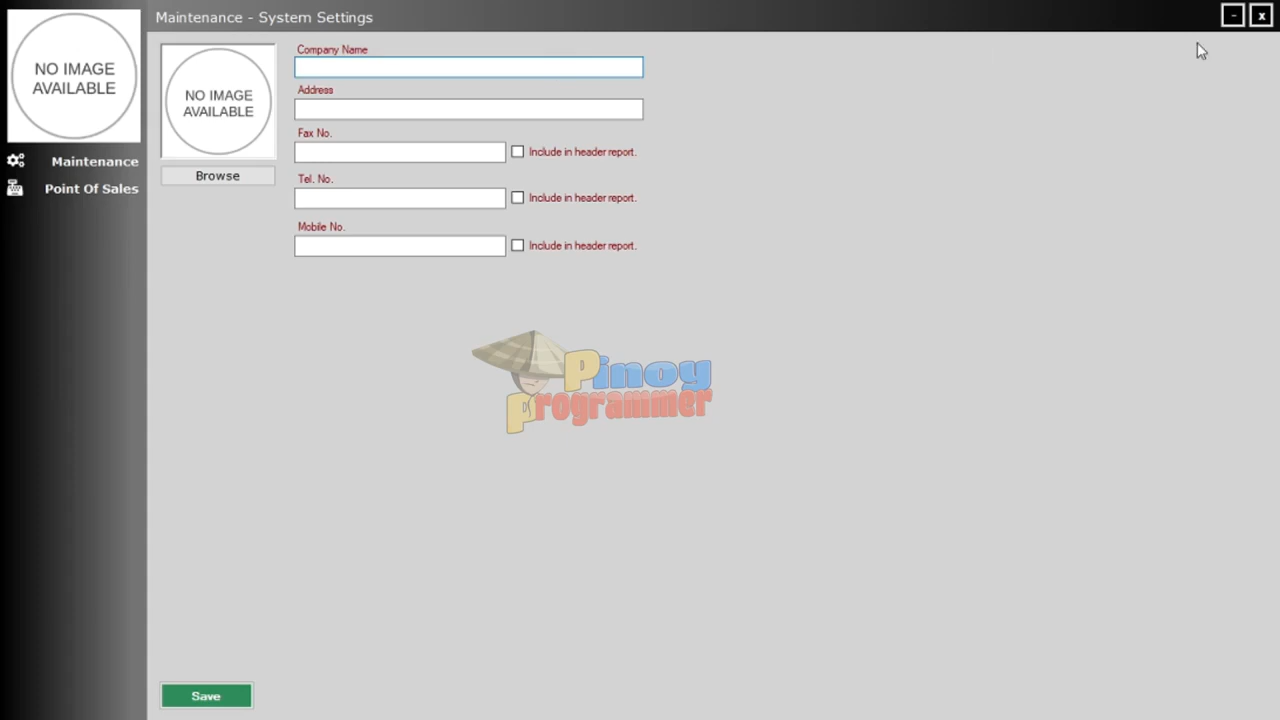 Maintenance - System Settings
- x
NO IMAGE
AVAILABLE
Maintenance
Point Of Sales
NO IMAGE
AVAILABLE
Browse
Company Name
Address
Fax No.
Include in header report.
Tel. No.
Include in header report.
Mobile No.
Include in header report.
Pinoy
Programmer
Save